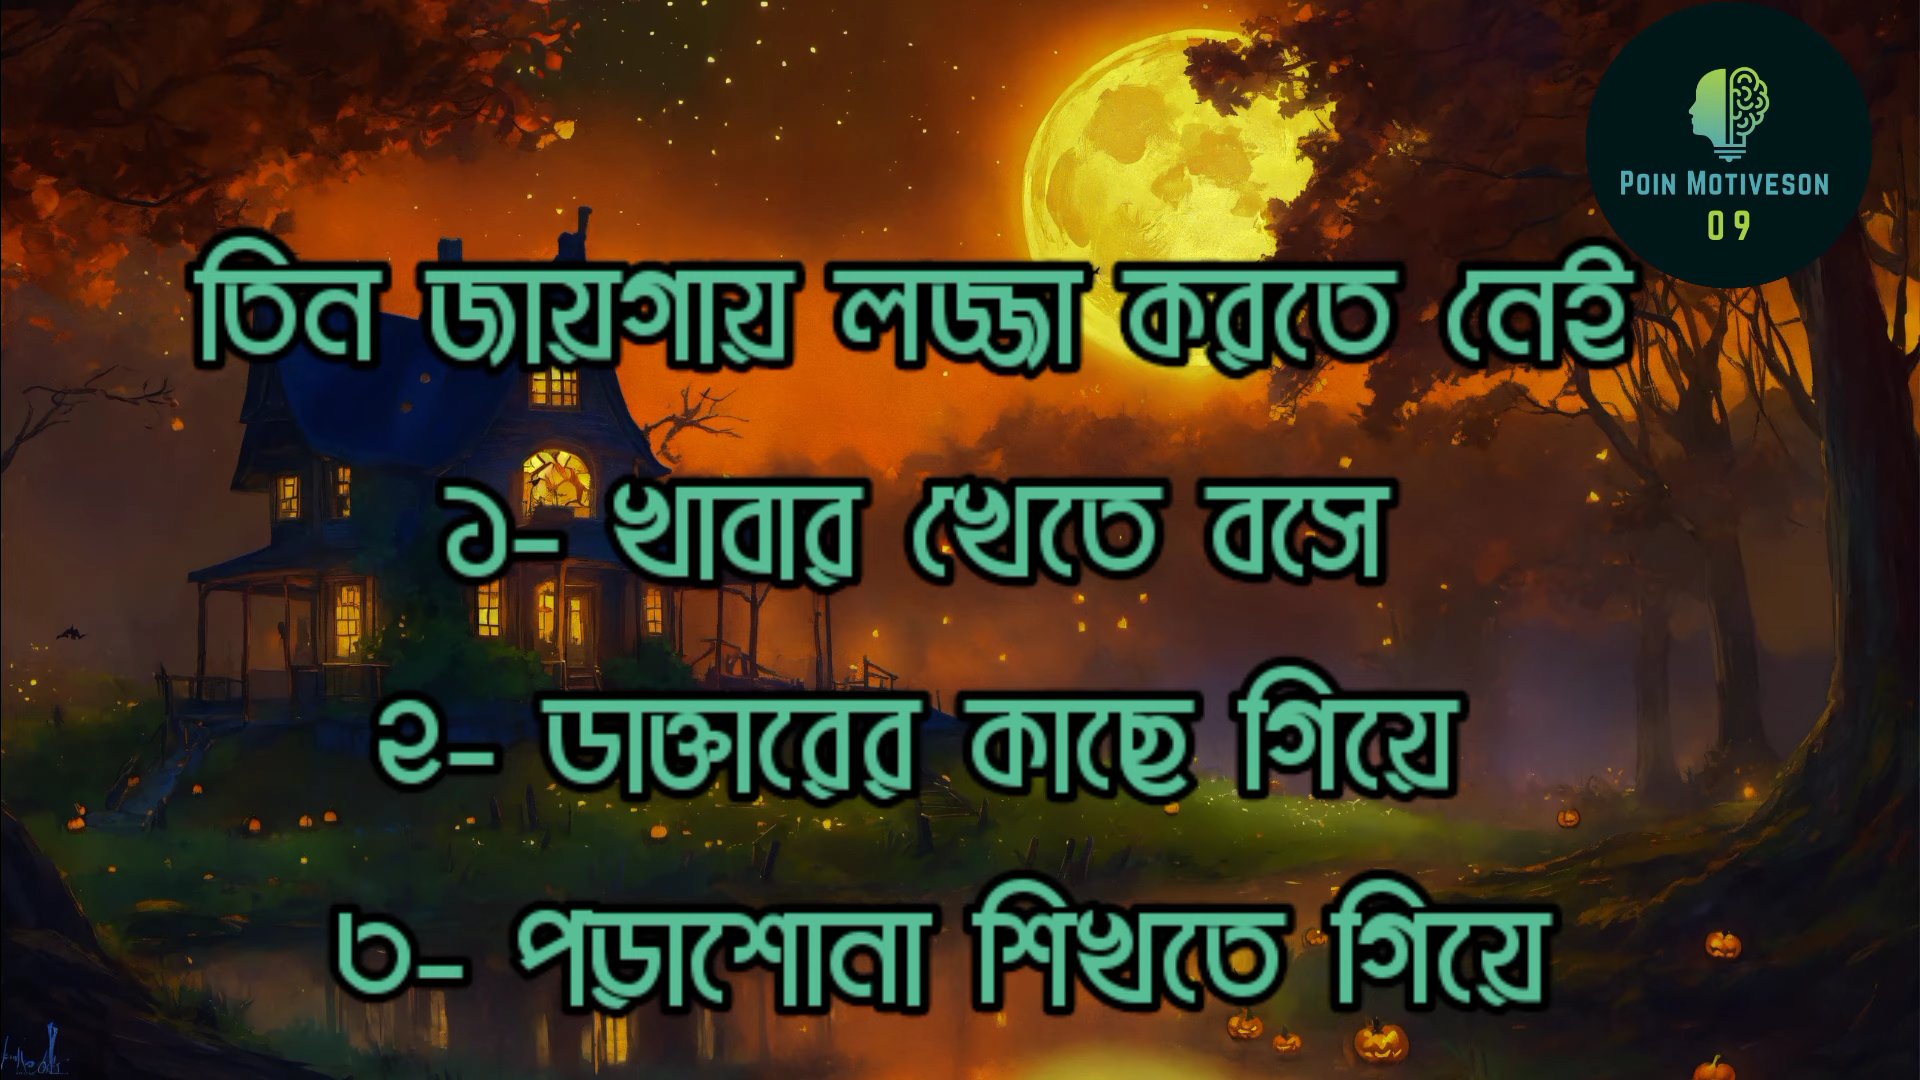 POIN MOTIVESON
09
তিন জায়গায় লজ্জা করতে নেই
১- খাবার খেতে বসে
২- ডাক্তারের কাছে গিয়ে
৩- পড়াশোনা শিখতে গিয়ে